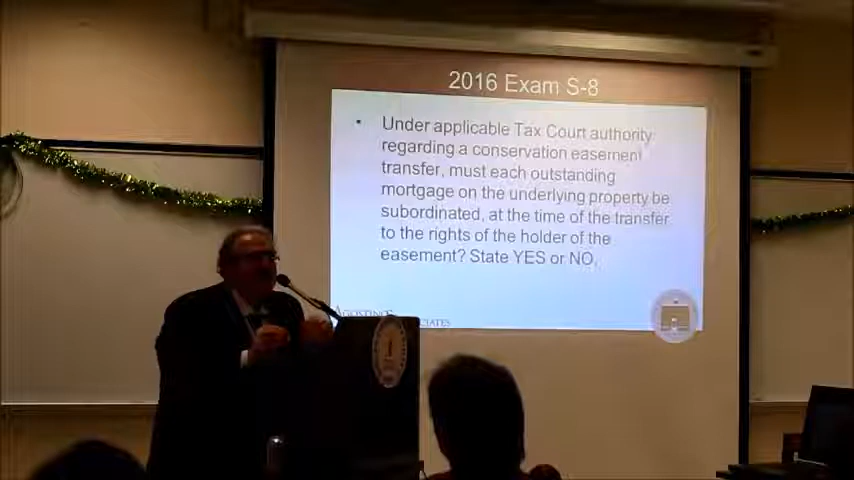 2016 Exam S-8
• Under applicable Tax Court authority
regarding a conservation easement
transfer, must each outstanding
mortgage on the underlying property be
subordinated, at the time of the transfer
to the rights of the holder of the
easement? State YES or NO.